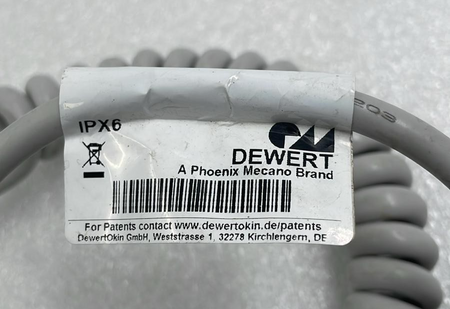 IPX6
DEWERT
A Phoenix Mecano Brand
For Patents contact www.dewertokin.de/patents
DewertOkin GmbH, Weststrasse 1, 32278 Kirchlengern, DE
203